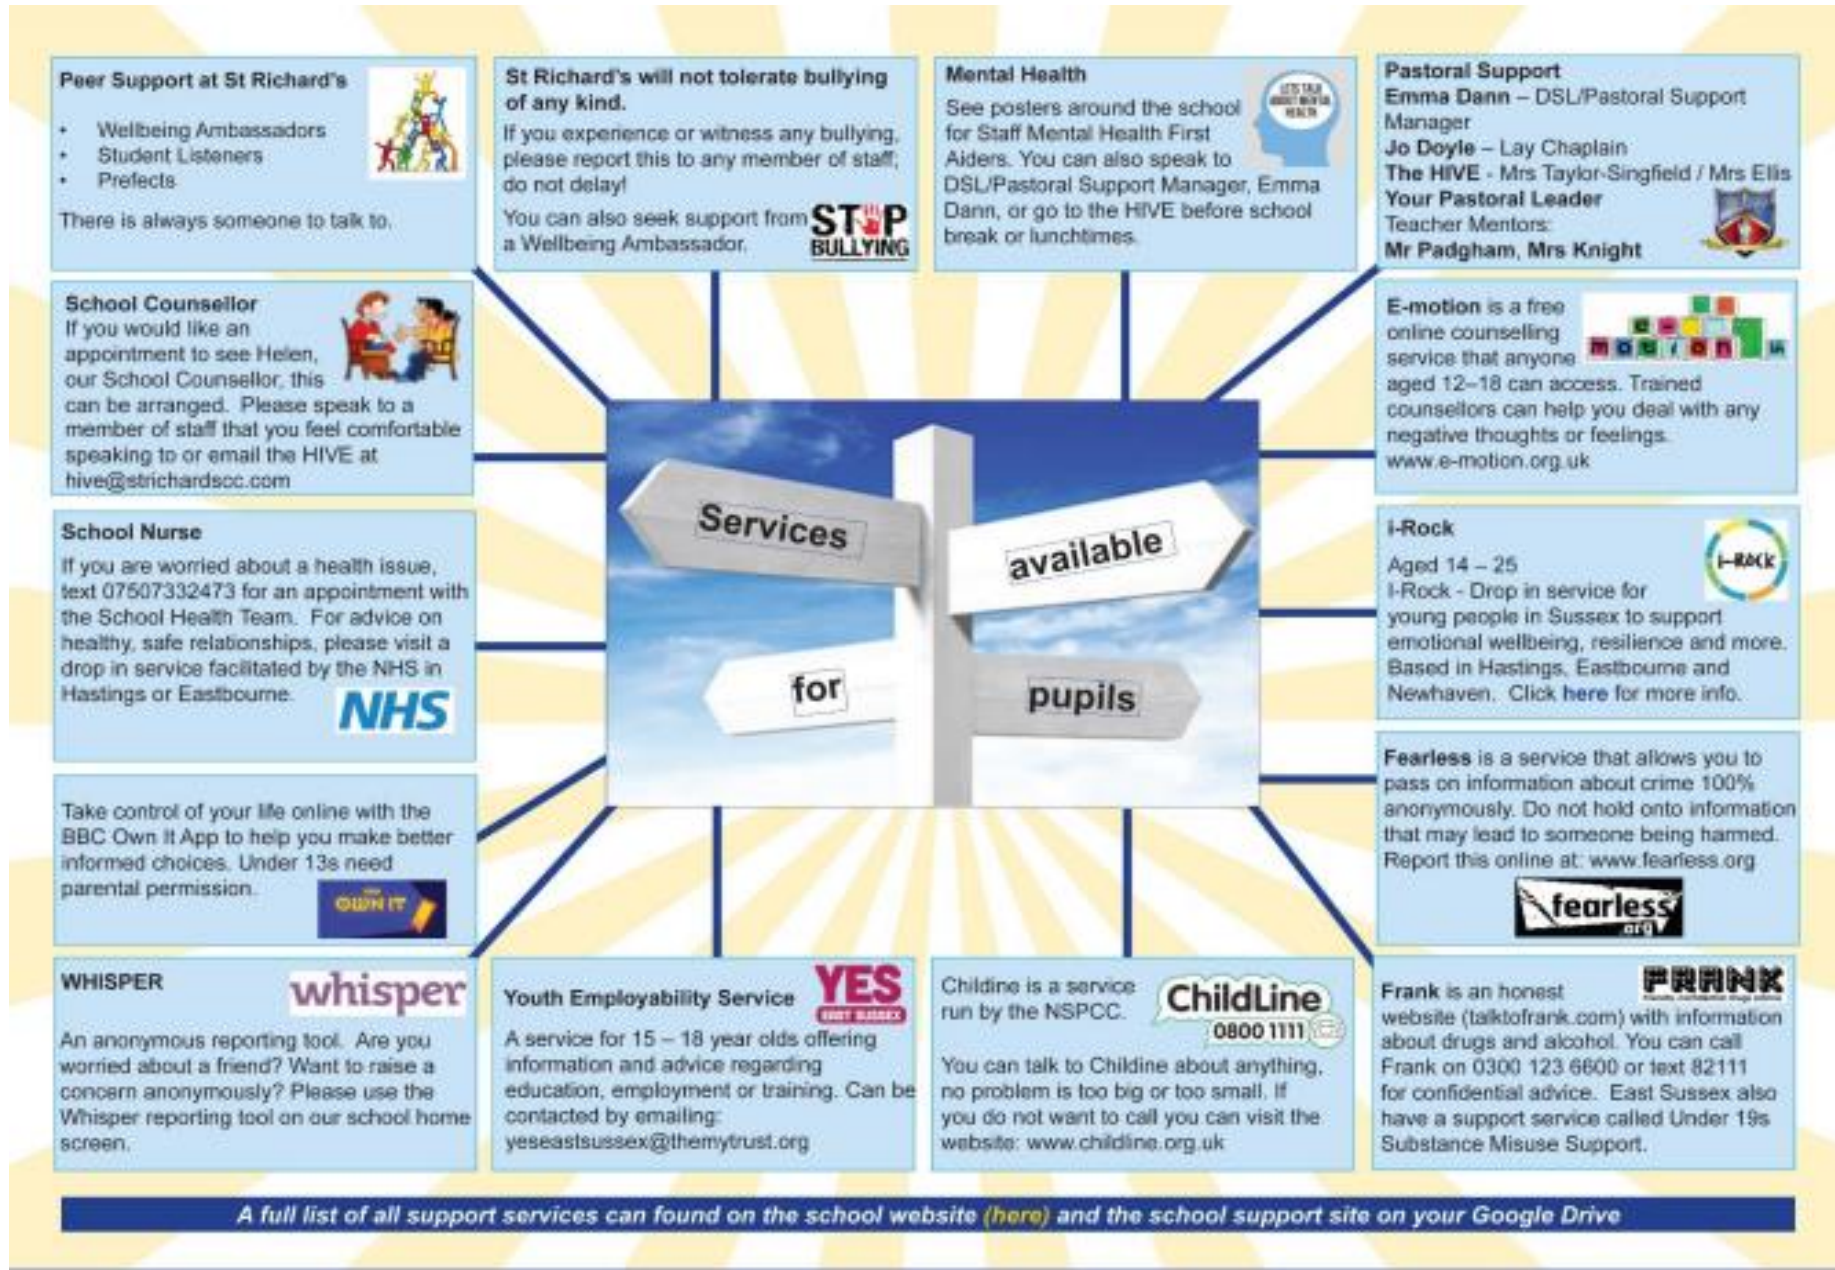 Peer Support at St Richard's
• Wellbeing Ambassadors
• Student Listeners
• Prefects
There is always someone to talk to.
St Richard's will not tolerate bullying
of any kind.
If you experience or witness any bullying,
please report this to any member of staff,
do not delay!
You can also seek support from
a Wellbeing Ambassador.
STOP
BULLYING
Mental Health
See posters around the school
for Staff Mental Health First
Aiders. You can also speak to
DSL/Pastoral Support Manager, Emma
Dann, or go to the HIVE before school
break or lunchtimes.
LETS TALK
ABOUT MENTAL
HEALTH
Pastoral Support
Emma Dann – DSL/Pastoral Support
Manager
Jo Doyle – Lay Chaplain
The HIVE - Mrs Taylor-Singfield / Mrs Ellis
Your Pastoral Leader
Teacher Mentors:
Mr Padgham, Mrs Knight
School Counsellor
If you would like an
appointment to see Helen,
our School Counsellor, this
can be arranged. Please speak to a
member of staff that you feel comfortable
speaking to or email the HIVE at
hive@strichardscc.com
E-motion is a free
online counselling
service that anyone
aged 12–18 can access. Trained
counsellors can help you deal with any
negative thoughts or feelings.
www.e-motion.org.uk
e-motion
Services
available
for
pupils
School Nurse
If you are worried about a health issue,
text 07507332473 for an appointment with
the School Health Team. For advice on
healthy, safe relationships, please visit a
drop in service facilitated by the NHS in
Hastings or Eastbourne.
NHS
i-Rock
Aged 14 – 25
I-Rock - Drop in service for
young people in Sussex to support
emotional wellbeing, resilience and more.
Based in Hastings, Eastbourne and
Newhaven. Click here for more info.
i-ROCK
Take control of your life online with the
BBC Own It App to help you make better
informed choices. Under 13s need
parental permission.
OWN IT
Fearless is a service that allows you to
pass on information about crime 100%
anonymously. Do not hold onto information
that may lead to someone being harmed.
Report this online at: www.fearless.org
fearless
.org
WHISPER
whisper
An anonymous reporting tool. Are you
worried about a friend? Want to raise a
concern anonymously? Please use the
Whisper reporting tool on our school home
screen.
Youth Employability Service
YES
EAST SUSSEX
A service for 15 – 18 year olds offering
information and advice regarding
education, employment or training. Can be
contacted by emailing:
yeseastsussex@themytrust.org
Childine is a service
run by the NSPCC.
ChildLine
0800 1111
You can talk to Childine about anything,
no problem is too big or too small. If
you do not want to call you can visit the
website: www.childline.org.uk
FRANK
Frank is an honest
website (talktofrank.com) with information
about drugs and alcohol. You can call
Frank on 0300 123 6600 or text 82111
for confidential advice. East Sussex also
have a support service called Under 19s
Substance Misuse Support.
A full list of all support services can found on the school website (here) and the school support site on your Google Drive